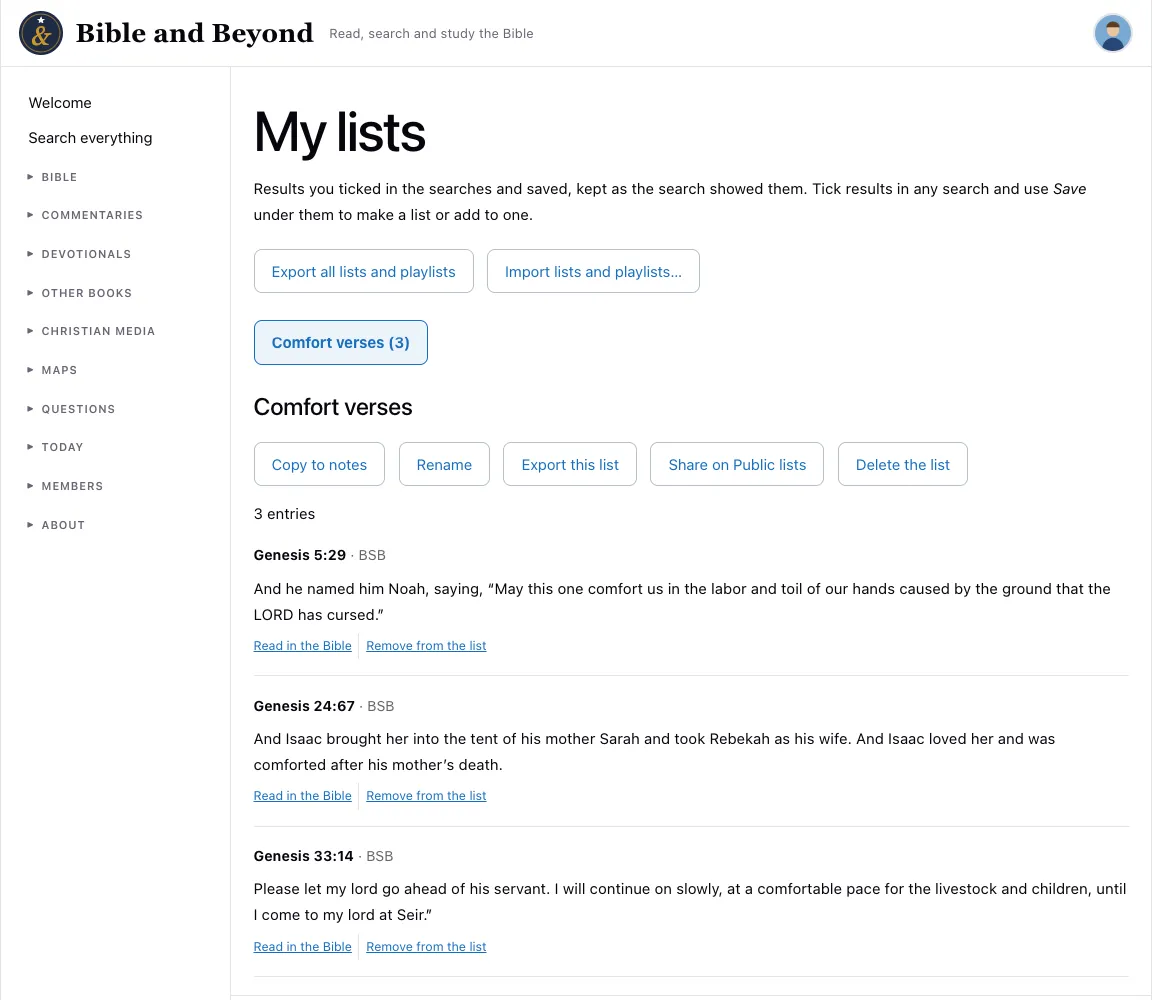 &
Bible and Beyond
Read, search and study the Bible
Welcome
Search everything
BIBLE
COMMENTARIES
DEVOTIONALS
OTHER BOOKS
CHRISTIAN MEDIA
MAPS
QUESTIONS
TODAY
MEMBERS
ABOUT
My lists
Results you ticked in the searches and saved, kept as the search showed them. Tick results in any search and use Save
under them to make a list or add to one.
Export all lists and playlists
Import lists and playlists...
Comfort verses (3)
Comfort verses
Copy to notes
Rename
Export this list
Share on Public lists
Delete the list
3 entries
Genesis 5:29 · BSB
And he named him Noah, saying, “May this one comfort us in the labor and toil of our hands caused by the ground that the
LORD has cursed.”
Read in the Bible
Remove from the list
Genesis 24:67 · BSB
And Isaac brought her into the tent of his mother Sarah and took Rebekah as his wife. And Isaac loved her and was
comforted after his mother’s death.
Read in the Bible
Remove from the list
Genesis 33:14 · BSB
Please let my lord go ahead of his servant. I will continue on slowly, at a comfortable pace for the livestock and children, until
I come to my lord at Seir.”
Read in the Bible
Remove from the list